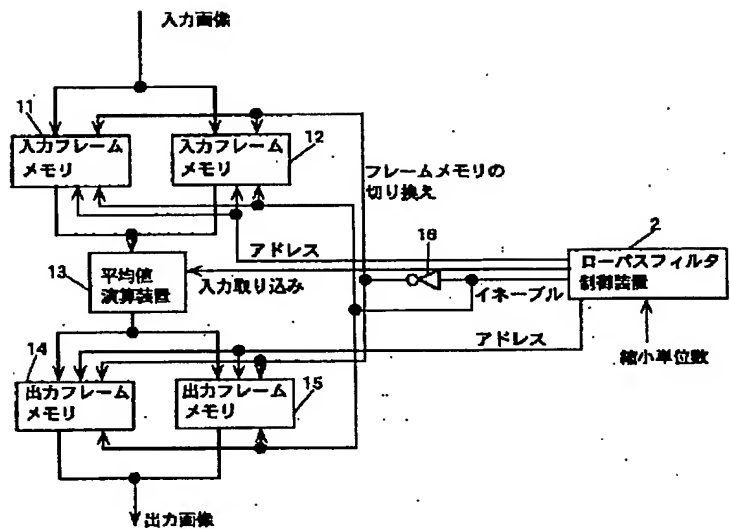 入力画像
11
入力フレーム
メモリ
12
入力フレーム
メモリ
フレームメモリの
切り換え
アドレス
16
2
ローパスフィルタ
制御装置
13
平均値
演算装置
入力取り込み
イネーブル
アドレス
縮小単位数
14
出力フレーム
メモリ
15
出力フレーム
メモリ
出力画像